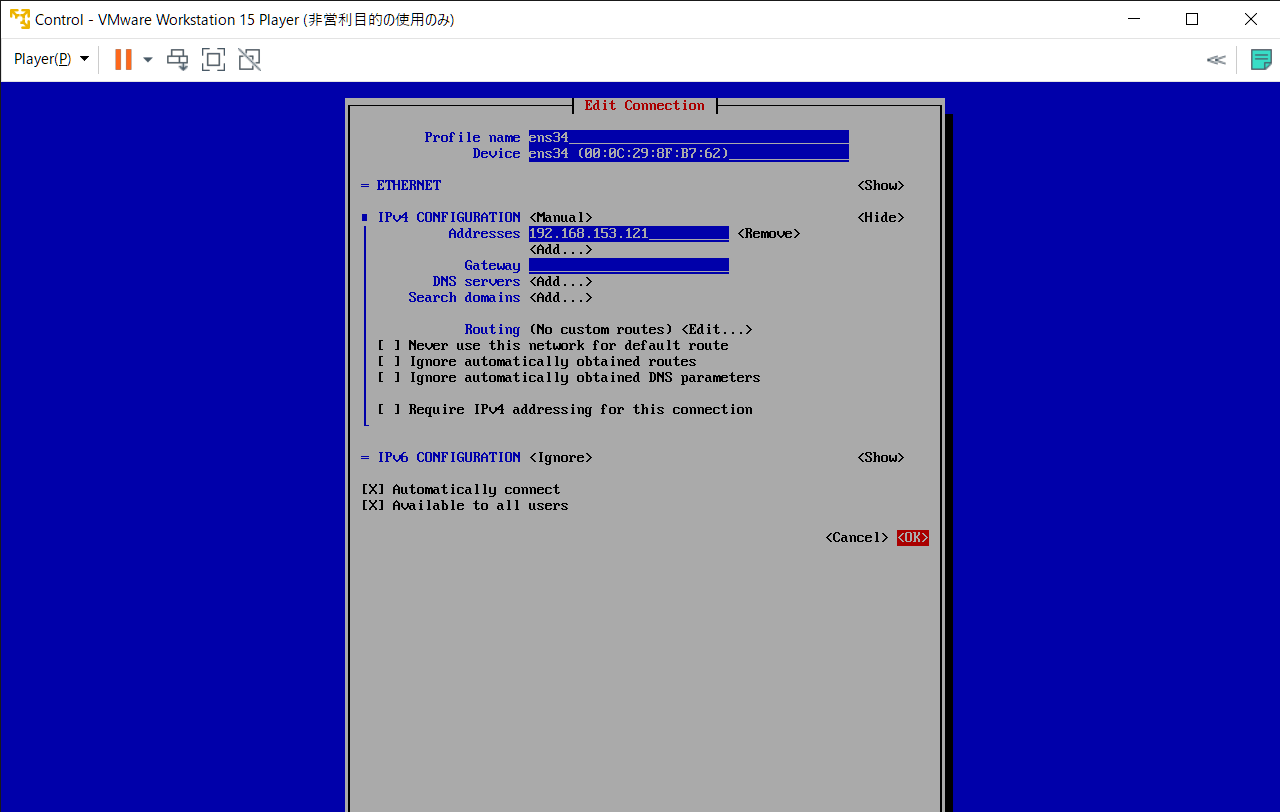 Control - VMware Workstation 15 Player (非営利目的の使用のみ)
Player(P)
Edit Connection
Profile name ens34
Device ens34 (00:0C:29:8F:B7:62)
= ETHERNET <Show>
IPv4 CONFIGURATION <Manual> <Hide>
Addresses 192.168.153.121 <Remove>
<Add...>
Gateway
DNS servers <Add...>
Search domains <Add...>
Routing (No custom routes) <Edit...>
[ ] Never use this network for default route
[ ] Ignore automatically obtained routes
[ ] Ignore automatically obtained DNS parameters
[ ] Require IPv4 addressing for this connection
= IPv6 CONFIGURATION <Ignore> <Show>
[X] Automatically connect
[X] Available to all users
<Cancel> <OK>